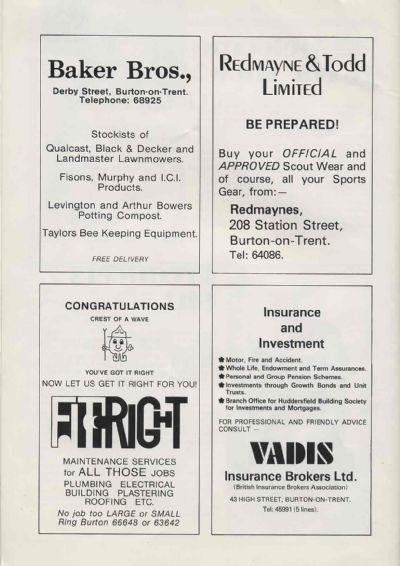 Baker Bros.,
Derby Street, Burton-on-Trent.
Telephone: 68925
Stockists of
Qualcast, Black & Decker and
Landmaster Lawnmowers.
Fisons, Murphy and I.C.I.
Products.
Levington and Arthur Bowers
Potting Compost.
Taylors Bee Keeping Equipment.
FREE DELIVERY
REDMAYNE & TODD
LIMITED
BE PREPARED!
Buy your OFFICIAL and
APPROVED Scout Wear and
of course, all your Sports
Gear, from:—
Redmaynes,
208 Station Street,
Burton-on-Trent.
Tel: 64086.
CONGRATULATIONS
CREST OF A WAVE
YOU'VE GOT IT RIGHT
NOW LET US GET IT RIGHT FOR YOU!
FITRIGHT
MAINTENANCE SERVICES
for ALL THOSE JOBS
PLUMBING ELECTRICAL
BUILDING PLASTERING
ROOFING ETC.
No job too LARGE or SMALL
Ring Burton 66648 or 63642
Insurance
and
Investment
Motor, Fire and Accident.
Whole Life, Endowment and Term Assurances.
Personal and Group Pension Schemes.
Investments through Growth Bonds and Unit
Trusts.
Branch Office for Huddersfield Building Society
for Investments and Mortgages.
FOR PROFESSIONAL AND FRIENDLY ADVICE
CONSULT —
VADIS
Insurance Brokers Ltd.
(British Insurance Brokers Association)
43 HIGH STREET, BURTON-ON-TRENT.
Tel: 45991 (5 lines).